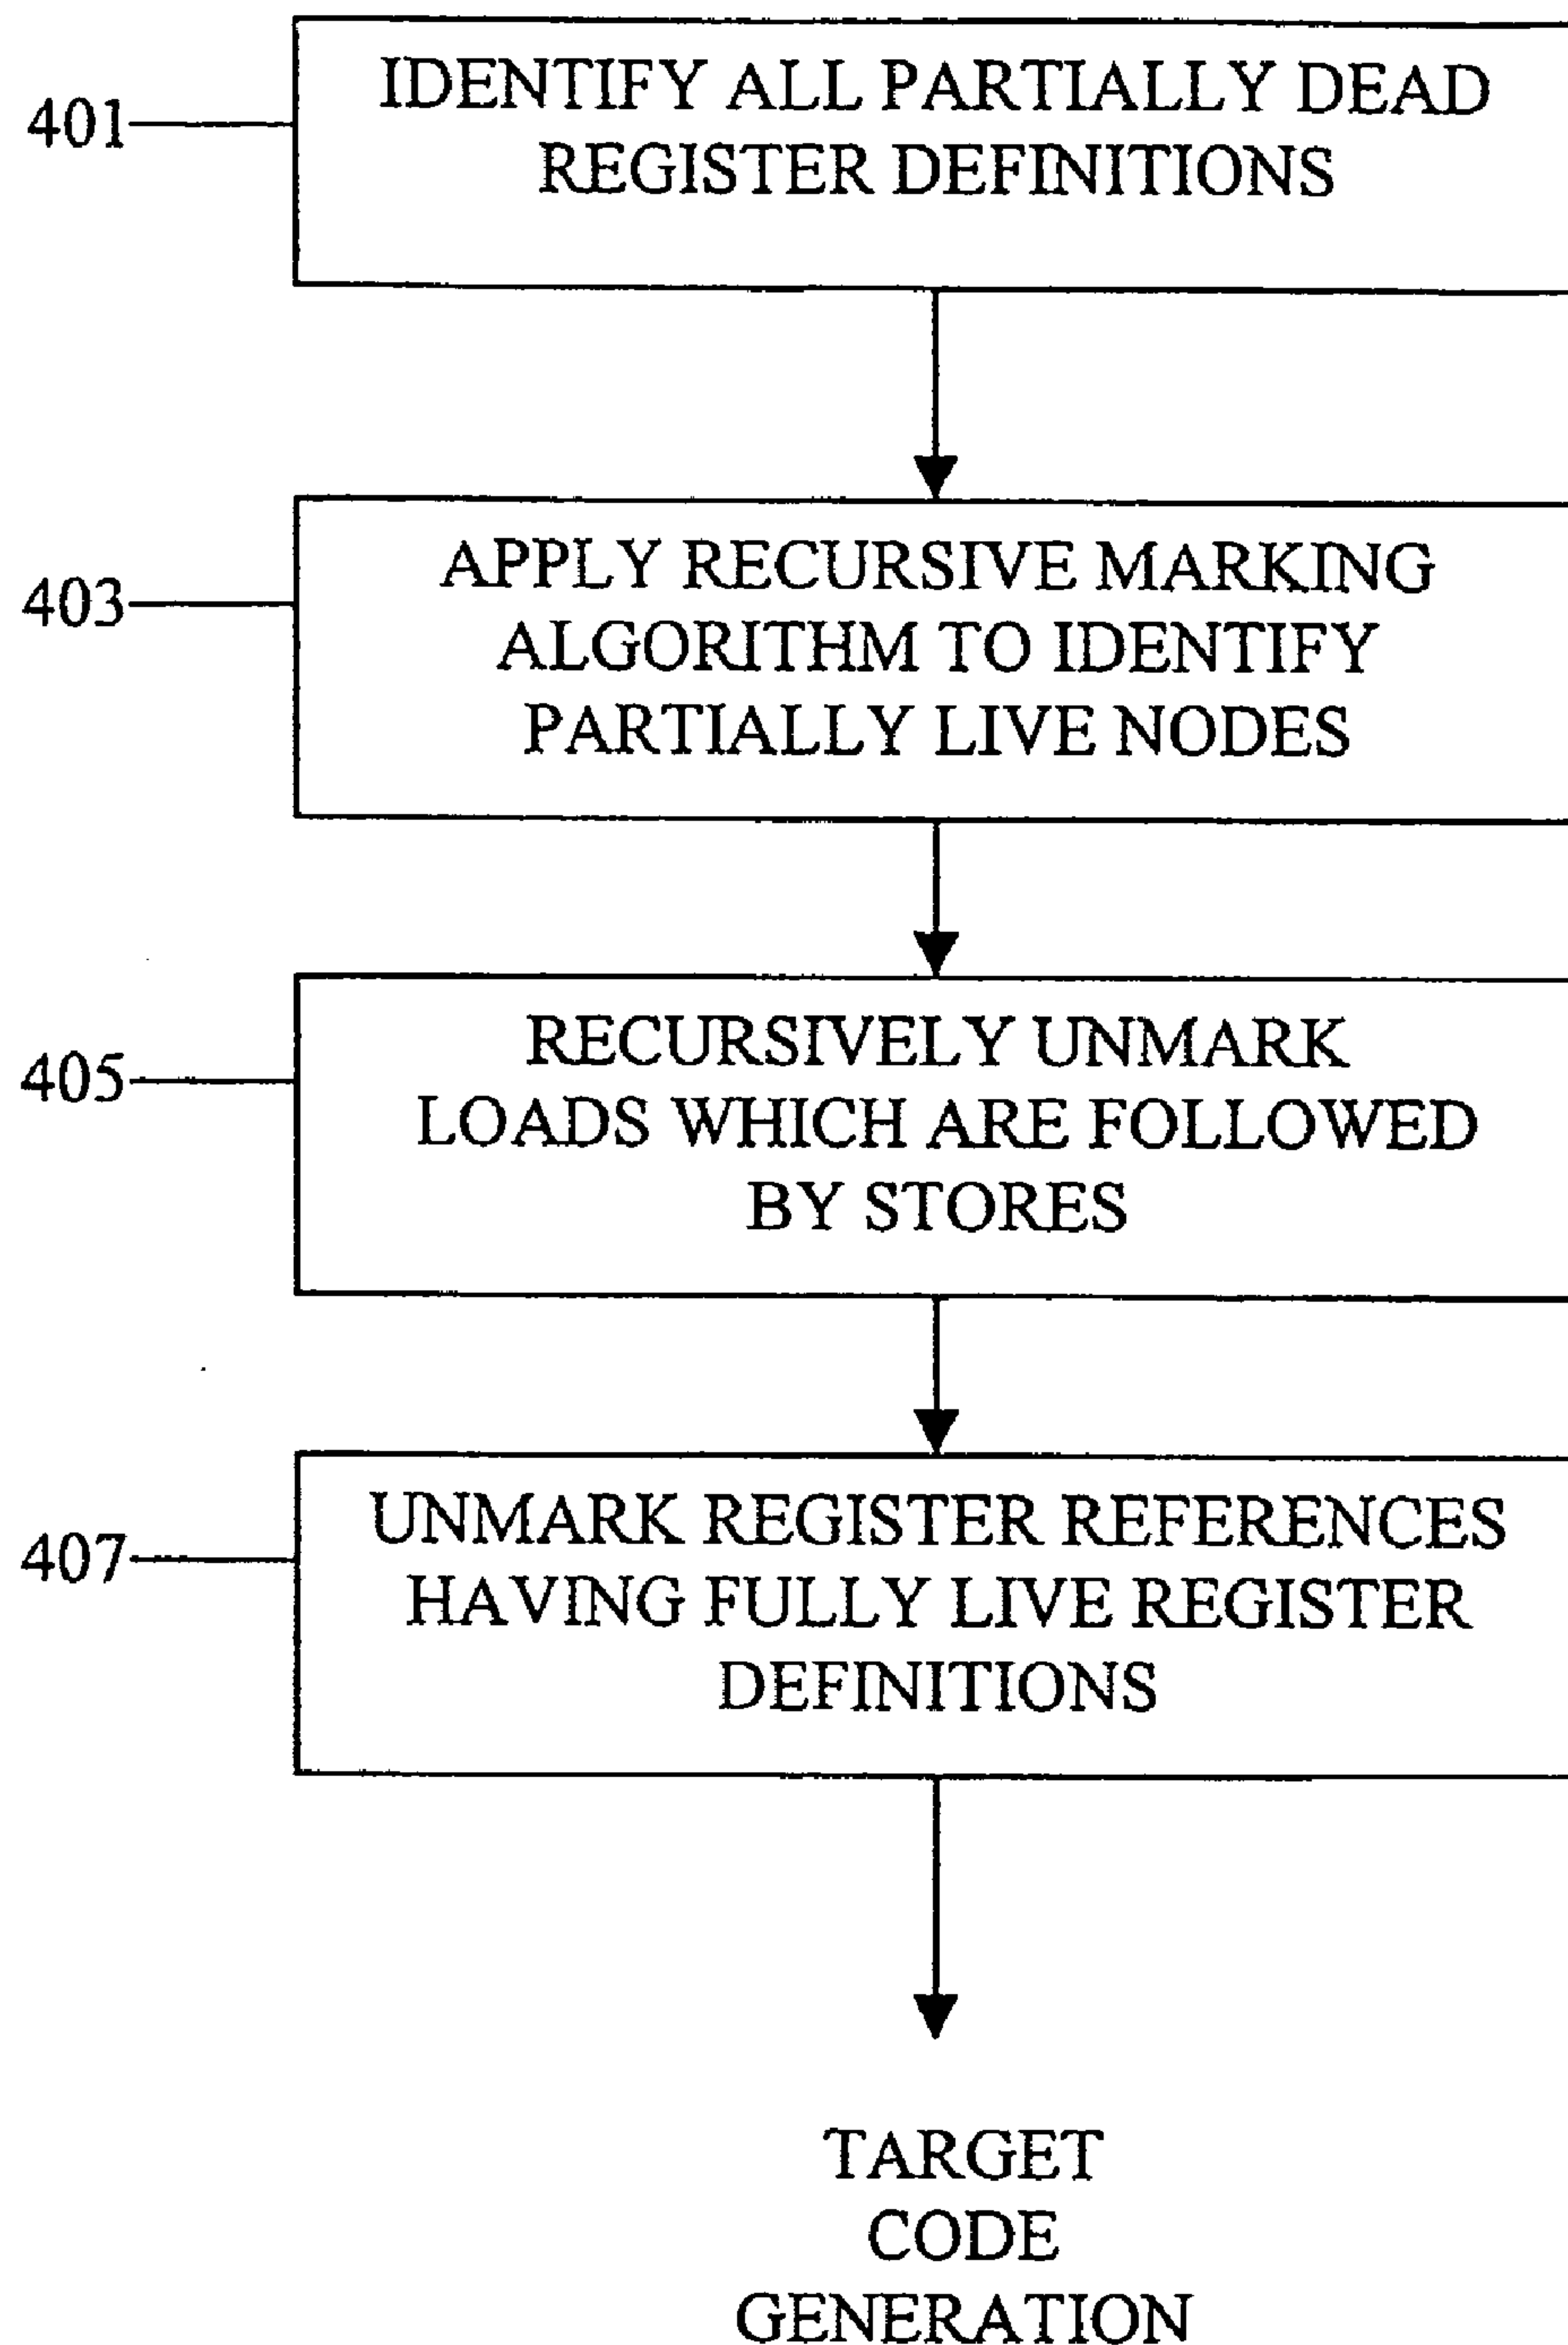 401
IDENTIFY ALL PARTIALLY DEAD
REGISTER DEFINITIONS
403
APPLY RECURSIVE MARKING
ALGORITHM TO IDENTIFY
PARTIALLY LIVE NODES
405
RECURSIVELY UNMARK
LOADS WHICH ARE FOLLOWED
BY STORES
407
UNMARK REGISTER REFERENCES
HAVING FULLY LIVE REGISTER
DEFINITIONS
TARGET
CODE
GENERATION